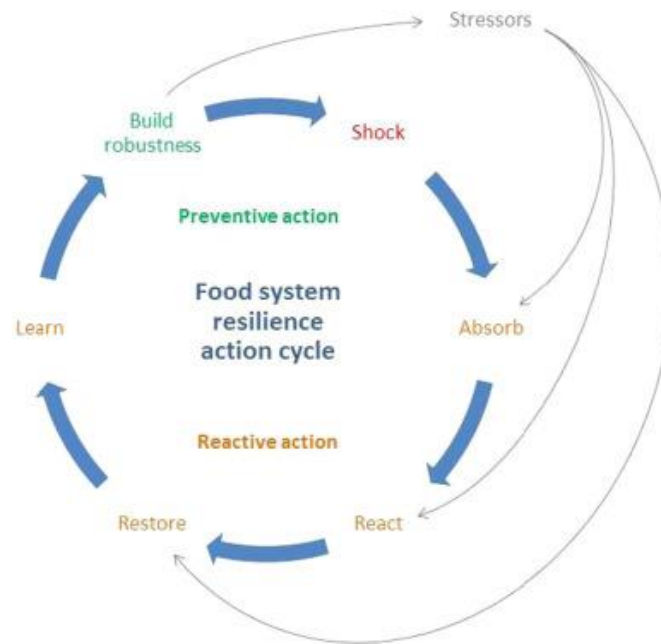 Stressors
Build
robustness
Shock
Preventive action
Food system
resilience
action cycle
Learn
Absorb
Reactive action
Restore
React